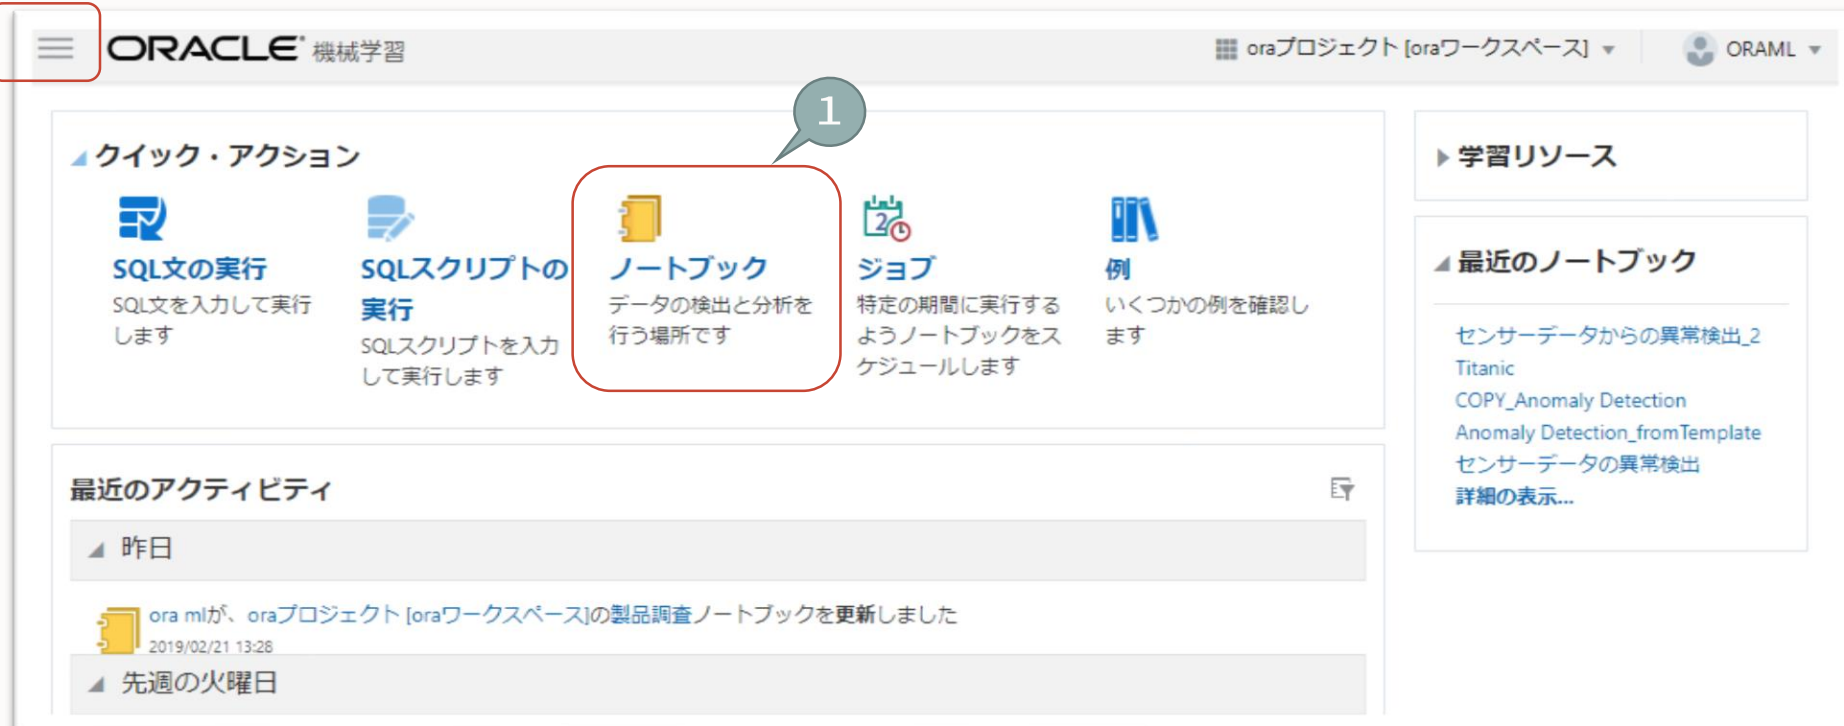 ORACLE 機械学習
oraプロジェクト [oraワークスペース]
ORAML
1
クイック・アクション
SQL文の実行
SQL文を入力して実行
します
SQLスクリプトの
実行
SQLスクリプトを入力
して実行します
ノートブック
データの検出と分析を
行う場所です
2
ジョブ
特定の期間に実行する
ようノートブックをス
ケジュールします
例
いくつかの例を確認し
ます
最近のアクティビティ
昨日
ora mlが、oraプロジェクト [oraワークスペース]の製品調査ノートブックを更新しました
2019/02/21 13:28
先週の火曜日
学習リソース
最近のノートブック
センサーデータからの異常検出_2
Titanic
COPY_Anomaly Detection
Anomaly Detection_fromTemplate
センサーデータの異常検出
詳細の表示...